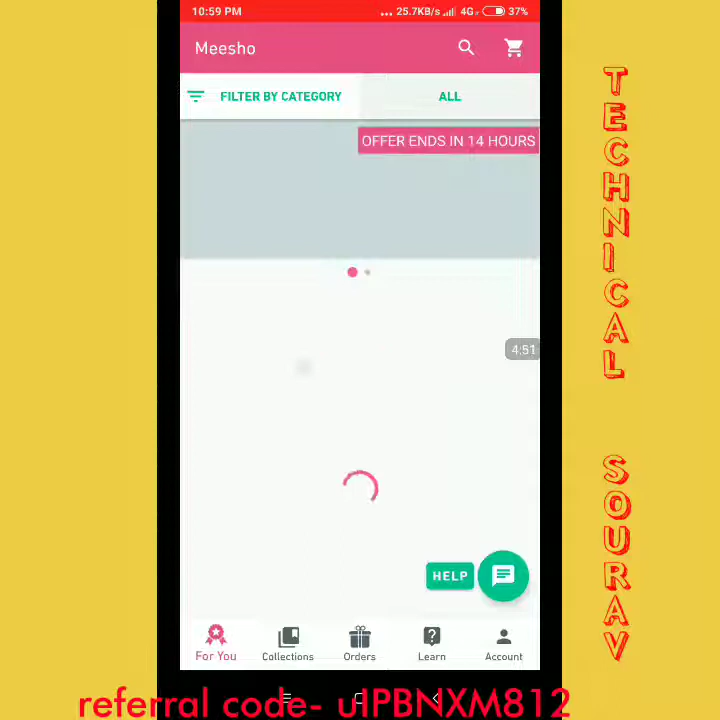 10:59 PM
... 25.7KB/s 4G 37%
Meesho
FILTER BY CATEGORY
ALL
OFFER ENDS IN 14 HOURS
4:51
HELP
For You
Collections
Orders
Learn
Account
TECHNICAL SOURAV
referral code- uIPBNXM812